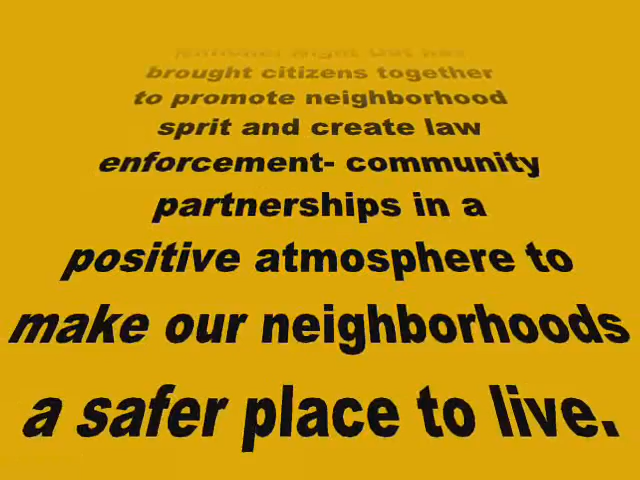 brought citizens together
to promote neighborhood
sprit and create law
enforcement- community
partnerships in a
positive atmosphere to
make our neighborhoods
a safer place to live.